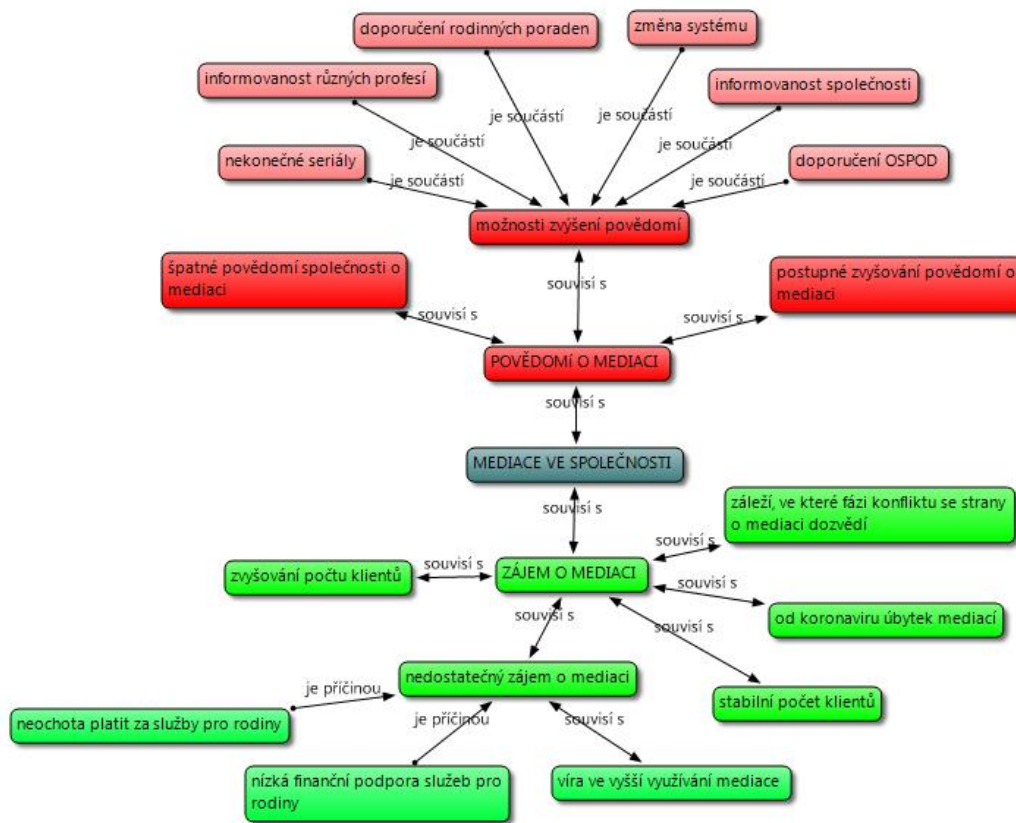 doporučení rodinných poraden
změna systému
informovanost různých profesí
informovanost společnosti
je součástí
je součástí
je součástí
je součástí
nekonečné seriály
doporučení OSPOD
je součástí
je součástí
možnosti zvýšení povědomí
špatné povědomí společnosti o
mediaci
postupné zvyšování povědomí o
mediaci
souvisí s
souvisí s
souvisí s
POVĚDOMí O MEDIACI
souvisí s
MEDIACE VE SPOLEČNOSTI
souvisí s
záleží, ve které fázi konfliktu se strany
o mediaci dozvědí
souvisí s
zvyšování počtu klientů
souvisí s
ZÁJEM O MEDIACI
souvisí s
od koronaviru úbytek mediací
souvisí s
souvisí s
nedostatečný zájem o mediaci
stabilní počet klientů
je příčinou
neochota platit za služby pro rodiny
je příčinou
souvisí s
nízká finanční podpora služeb pro
rodiny
víra ve vyšší využívání mediace